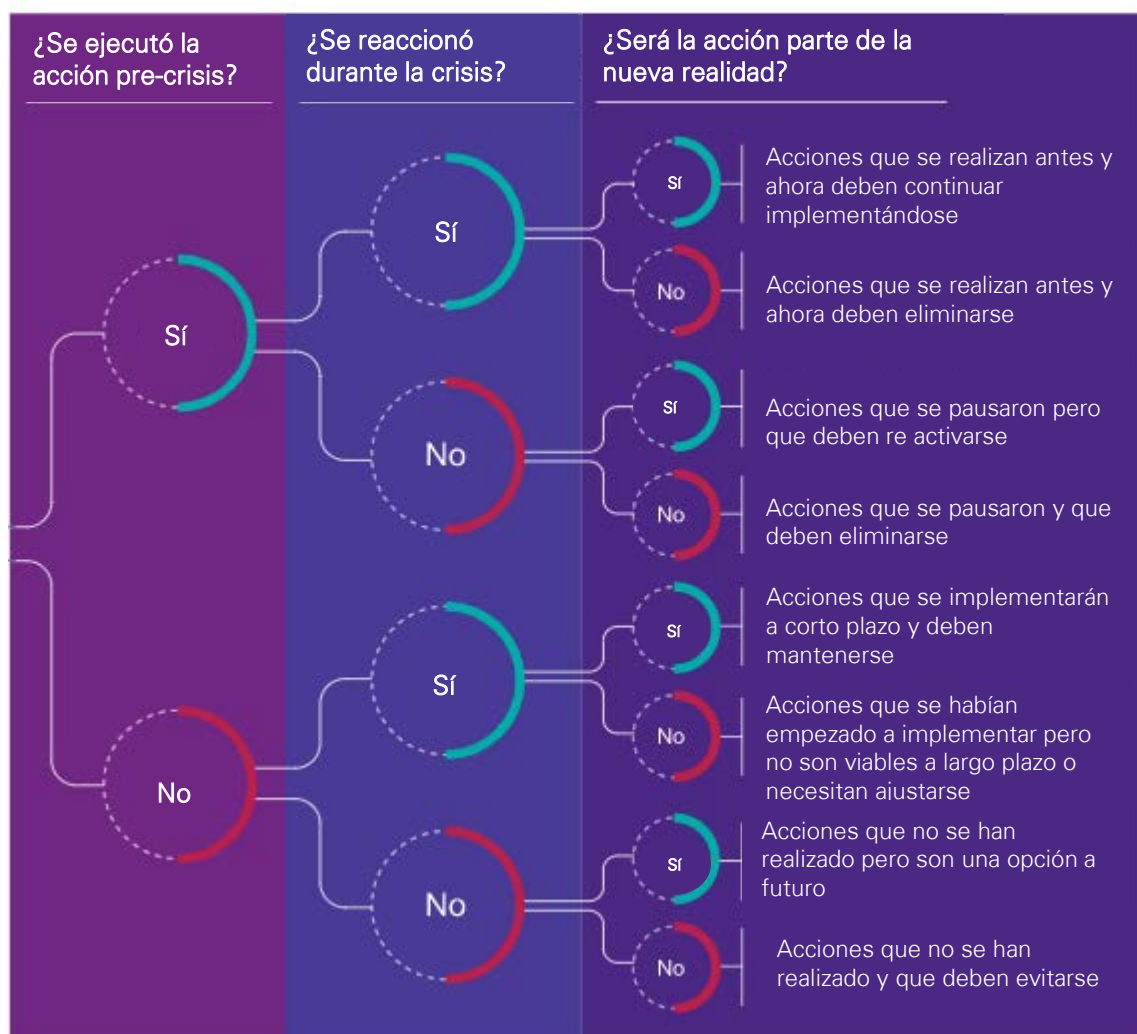 ¿Se ejecutó la
acción pre-crisis?
¿Se reaccionó
durante la crisis?
¿Será la acción parte de la
nueva realidad?
Sí
No
Sí
No
Sí
No
Sí
Acciones que se realizan antes y
ahora deben continuar
implementándose
No
Acciones que se realizan antes y
ahora deben eliminarse
Sí
Acciones que se pausaron pero
que deben re activarse
No
Acciones que se pausaron y que
deben eliminarse
Sí
Acciones que se implementarán
a corto plazo y deben
mantenerse
No
Acciones que se habían
empezado a implementar pero
no son viables a largo plazo o
necesitan ajustarse
Sí
Acciones que no se han
realizado pero son una opción a
futuro
No
Acciones que no se han
realizado y que deben evitarse